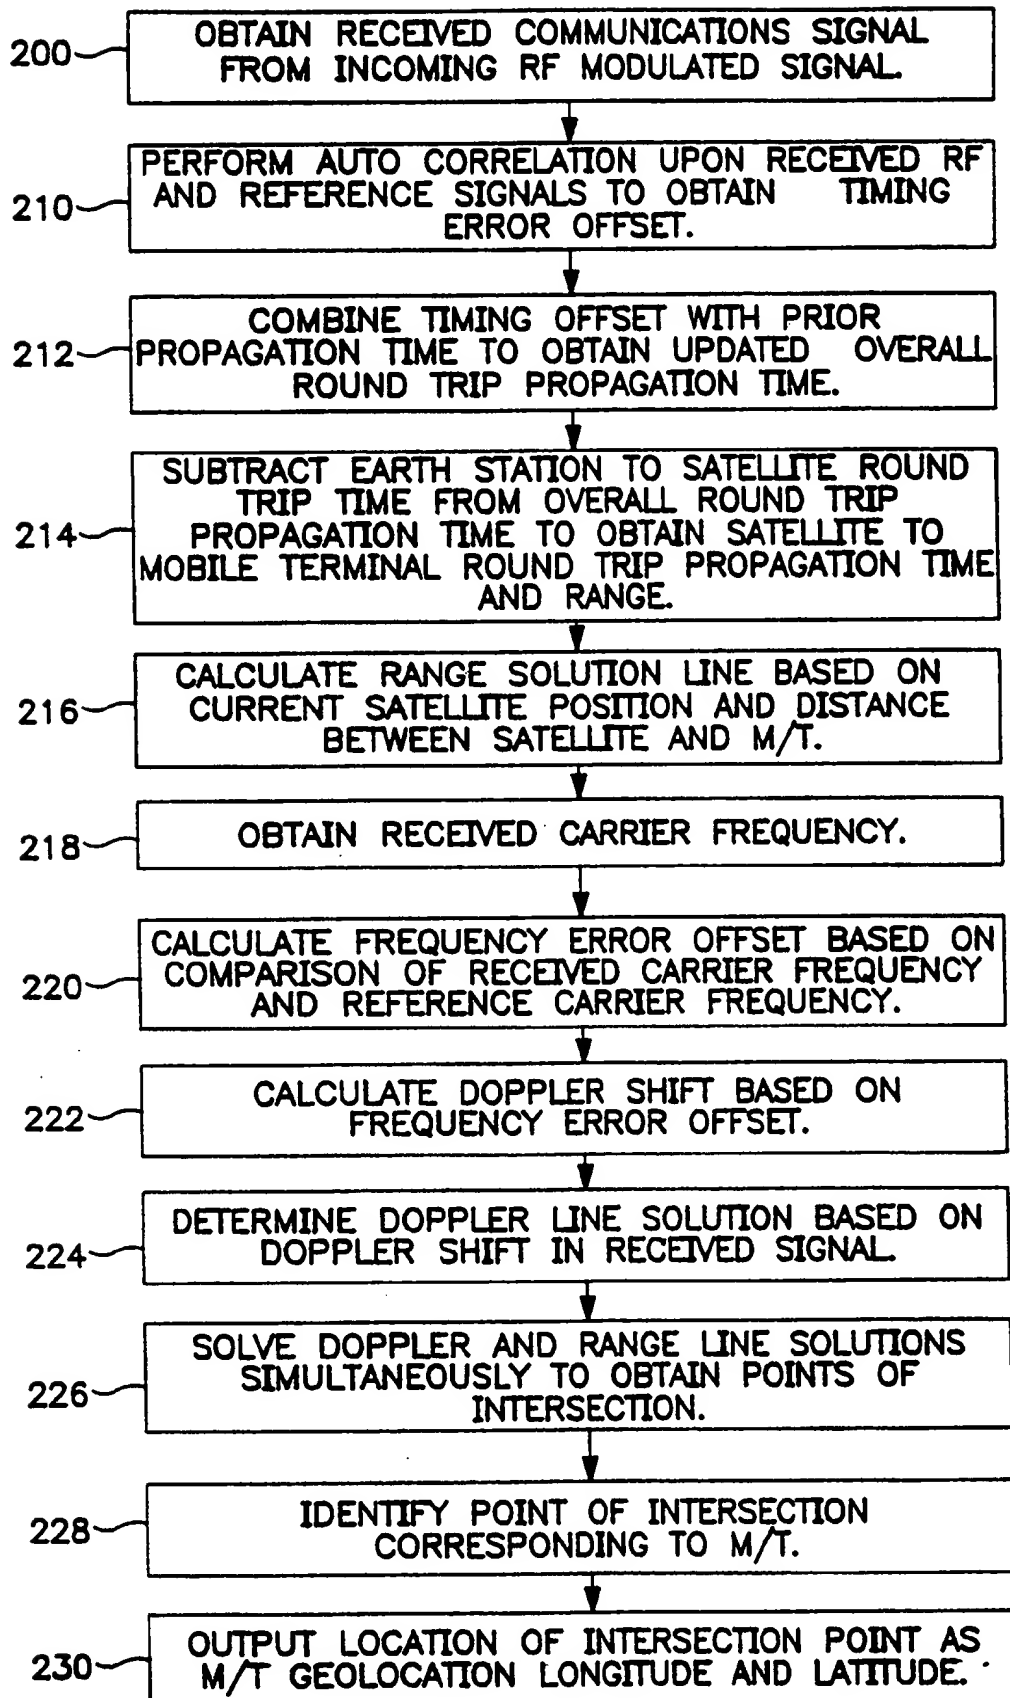 200
OBTAIN RECEIVED COMMUNICATIONS SIGNAL
FROM INCOMING RF MODULATED SIGNAL.
210
PERFORM AUTO CORRELATION UPON RECEIVED RF
AND REFERENCE SIGNALS TO OBTAIN TIMING
ERROR OFFSET.
212
COMBINE TIMING OFFSET WITH PRIOR
PROPAGATION TIME TO OBTAIN UPDATED OVERALL
ROUND TRIP PROPAGATION TIME.
214
SUBTRACT EARTH STATION TO SATELLITE ROUND
TRIP TIME FROM OVERALL ROUND TRIP
PROPAGATION TIME TO OBTAIN SATELLITE TO
MOBILE TERMINAL ROUND TRIP PROPAGATION TIME
AND RANGE.
216
CALCULATE RANGE SOLUTION LINE BASED ON
CURRENT SATELLITE POSITION AND DISTANCE
BETWEEN SATELLITE AND M/T.
218
OBTAIN RECEIVED CARRIER FREQUENCY.
220
CALCULATE FREQUENCY ERROR OFFSET BASED ON
COMPARISON OF RECEIVED CARRIER FREQUENCY
AND REFERENCE CARRIER FREQUENCY.
222
CALCULATE DOPPLER SHIFT BASED ON
FREQUENCY ERROR OFFSET.
224
DETERMINE DOPPLER LINE SOLUTION BASED ON
DOPPLER SHIFT IN RECEIVED SIGNAL.
226
SOLVE DOPPLER AND RANGE LINE SOLUTIONS
SIMULTANEOUSLY TO OBTAIN POINTS OF
INTERSECTION.
228
IDENTIFY POINT OF INTERSECTION
CORRESPONDING TO M/T.
230
OUTPUT LOCATION OF INTERSECTION POINT AS
M/T GEOLOCATION LONGITUDE AND LATITUDE.